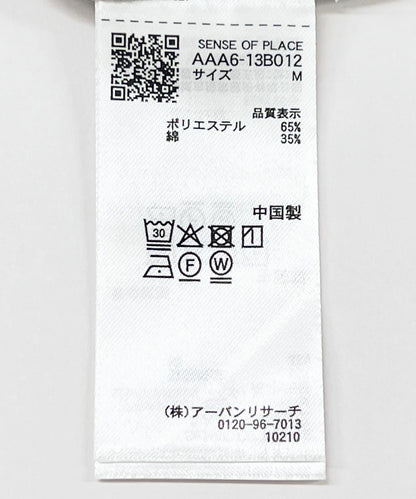 SENSE OF PLACE
AAA6-13B012
サイズ M
品質表示
ポリエステル 65%
綿 35%
中国製
30
F W
(株)アーバンリサーチ
0120-96-7013
10210